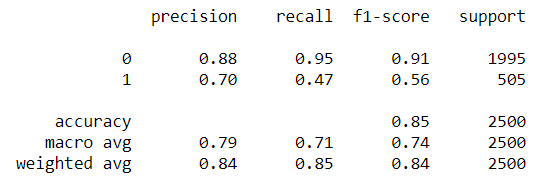 precision recall f1-score support
0 0.88 0.95 0.91 1995
1 0.70 0.47 0.56 505
accuracy 0.85 2500
macro avg 0.79 0.71 0.74 2500
weighted avg 0.84 0.85 0.84 2500